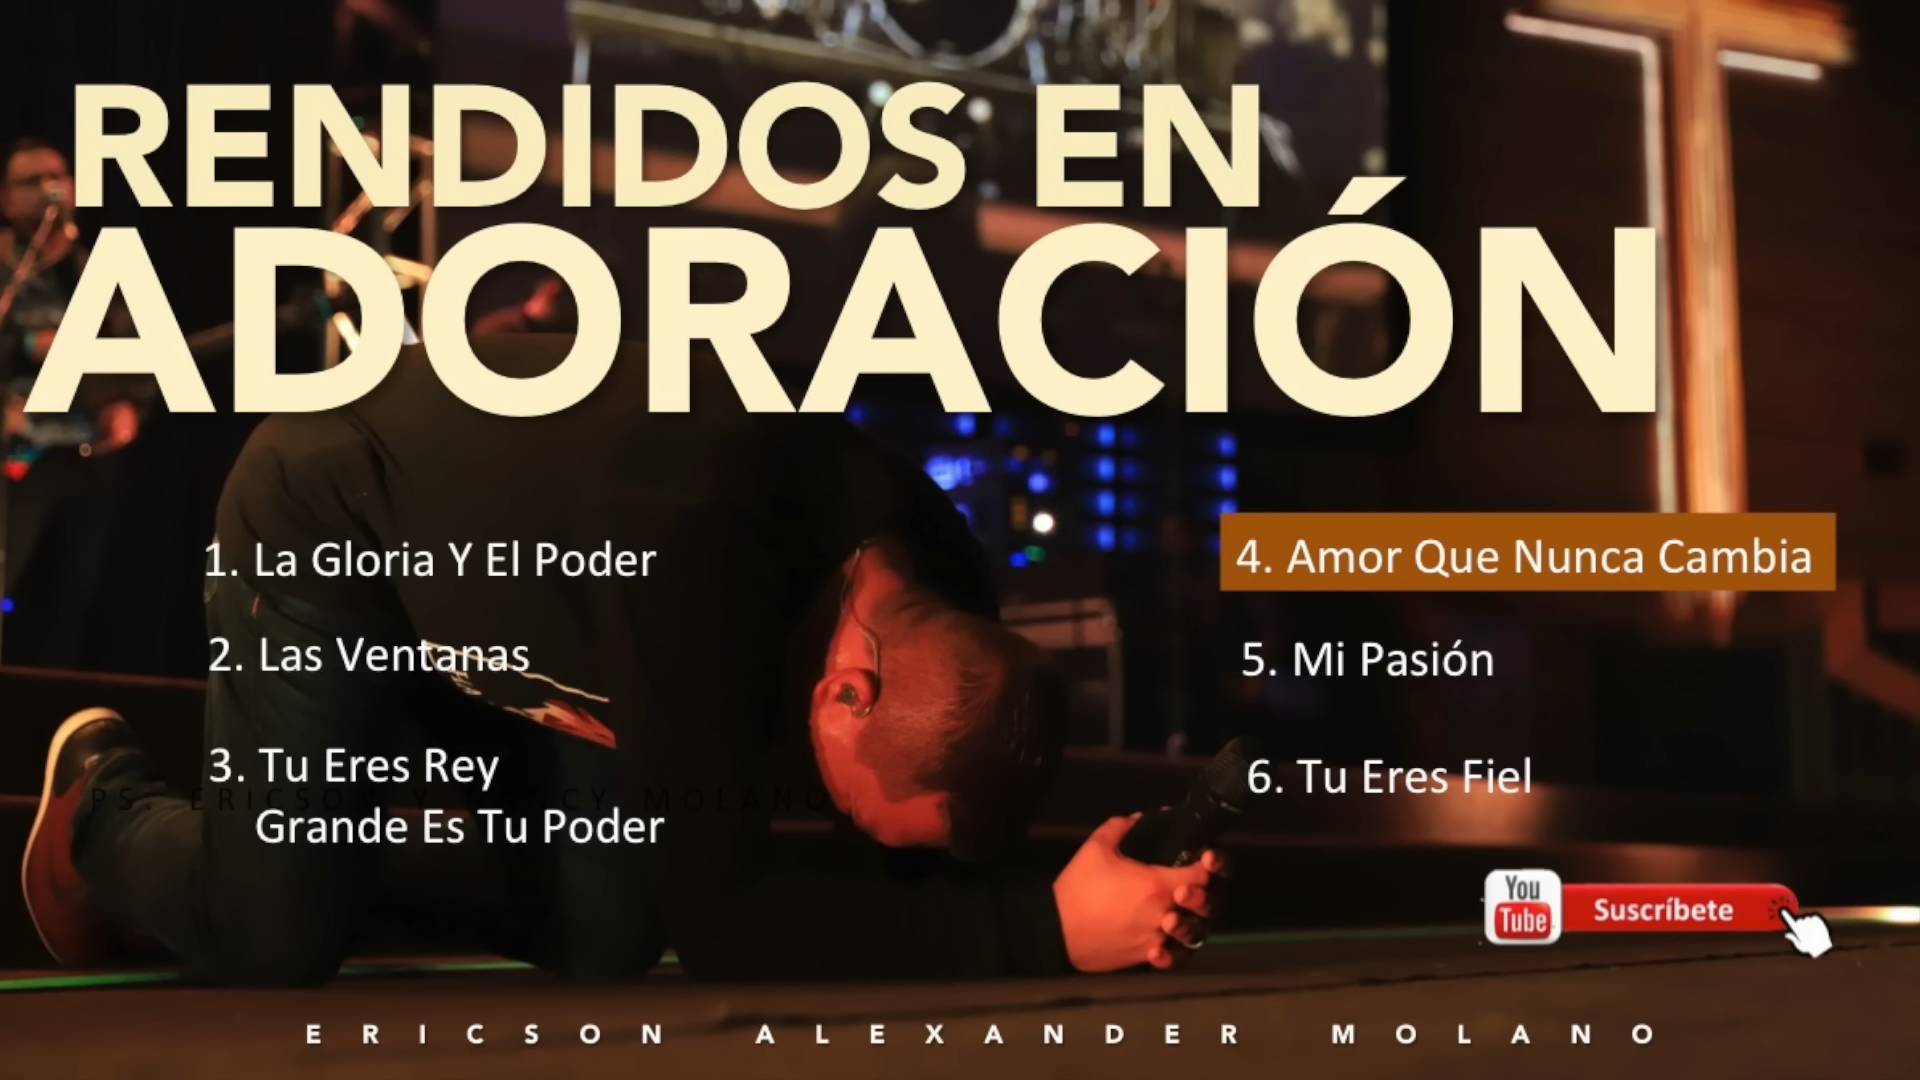 RENDIDOS EN
ADORACIÓN
1. La Gloria Y El Poder
2. Las Ventanas
3. Tu Eres Rey
Grande Es Tu Poder
4. Amor Que Nunca Cambia
5. Mi Pasión
6. Tu Eres Fiel
You
Tube
Suscríbete
ERICSON ALEXANDER MOLANO